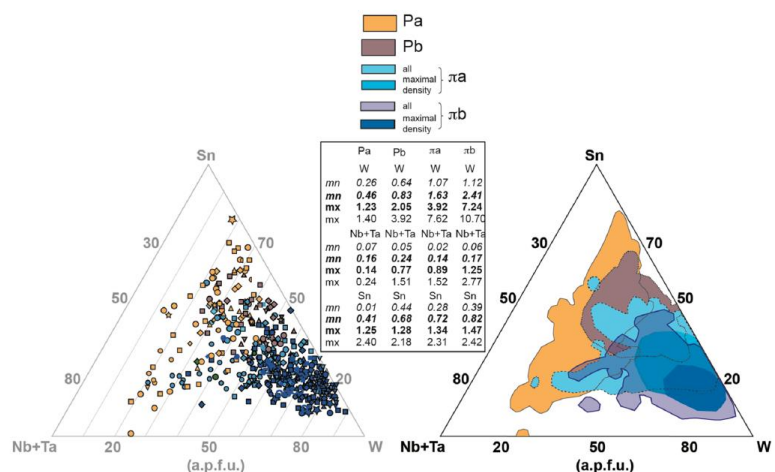 Pa
Pb
all
maximal
density
πa
all
maximal
density
πb
Pa Pb πa πb
W W W W
mn 0.26 0.64 1.07 1.12
mn 0.46 0.83 1.63 2.41
mx 1.23 2.05 3.92 7.24
mx 1.40 3.92 7.62 10.70
Nb+Ta Nb+Ta Nb+Ta Nb+Ta
mn 0.07 0.05 0.02 0.06
mn 0.16 0.24 0.14 0.17
mx 0.14 0.77 0.89 1.25
mx 0.24 1.51 1.52 2.77
Sn Sn Sn Sn
mn 0.01 0.44 0.28 0.39
mn 0.41 0.68 0.72 0.82
mx 1.25 1.28 1.34 1.47
mx 2.40 2.18 2.31 2.42
Sn
30 70
50 50
80 20
Nb+Ta 20 50 80 W
(a.p.f.u.)
Sn
30 70
50 50
80 20
Nb+Ta 20 50 80 W
(a.p.f.u.)